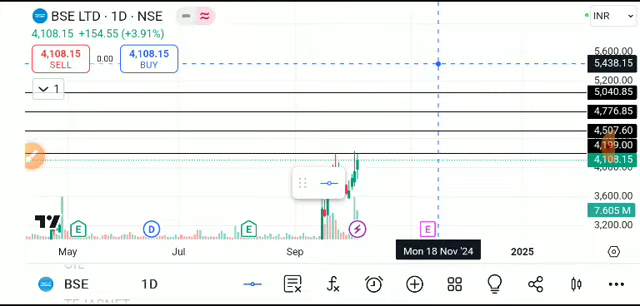 BSE LTD · 1D · NSE
INR
4,108.15 +154.55 (+3.91%)
4,108.15
SELL
0.00
4,108.15
BUY
1
5,600.00
5,438.15
5,200.00
5,040.85
4,776.85
4,507.60
4,199.00
4,108.15
4,000.00
3,600.00
7.605 M
3,200.00
E
D
E
E
May
Jul
Sep
Mon 18 Nov '24
2025
BSE
1D